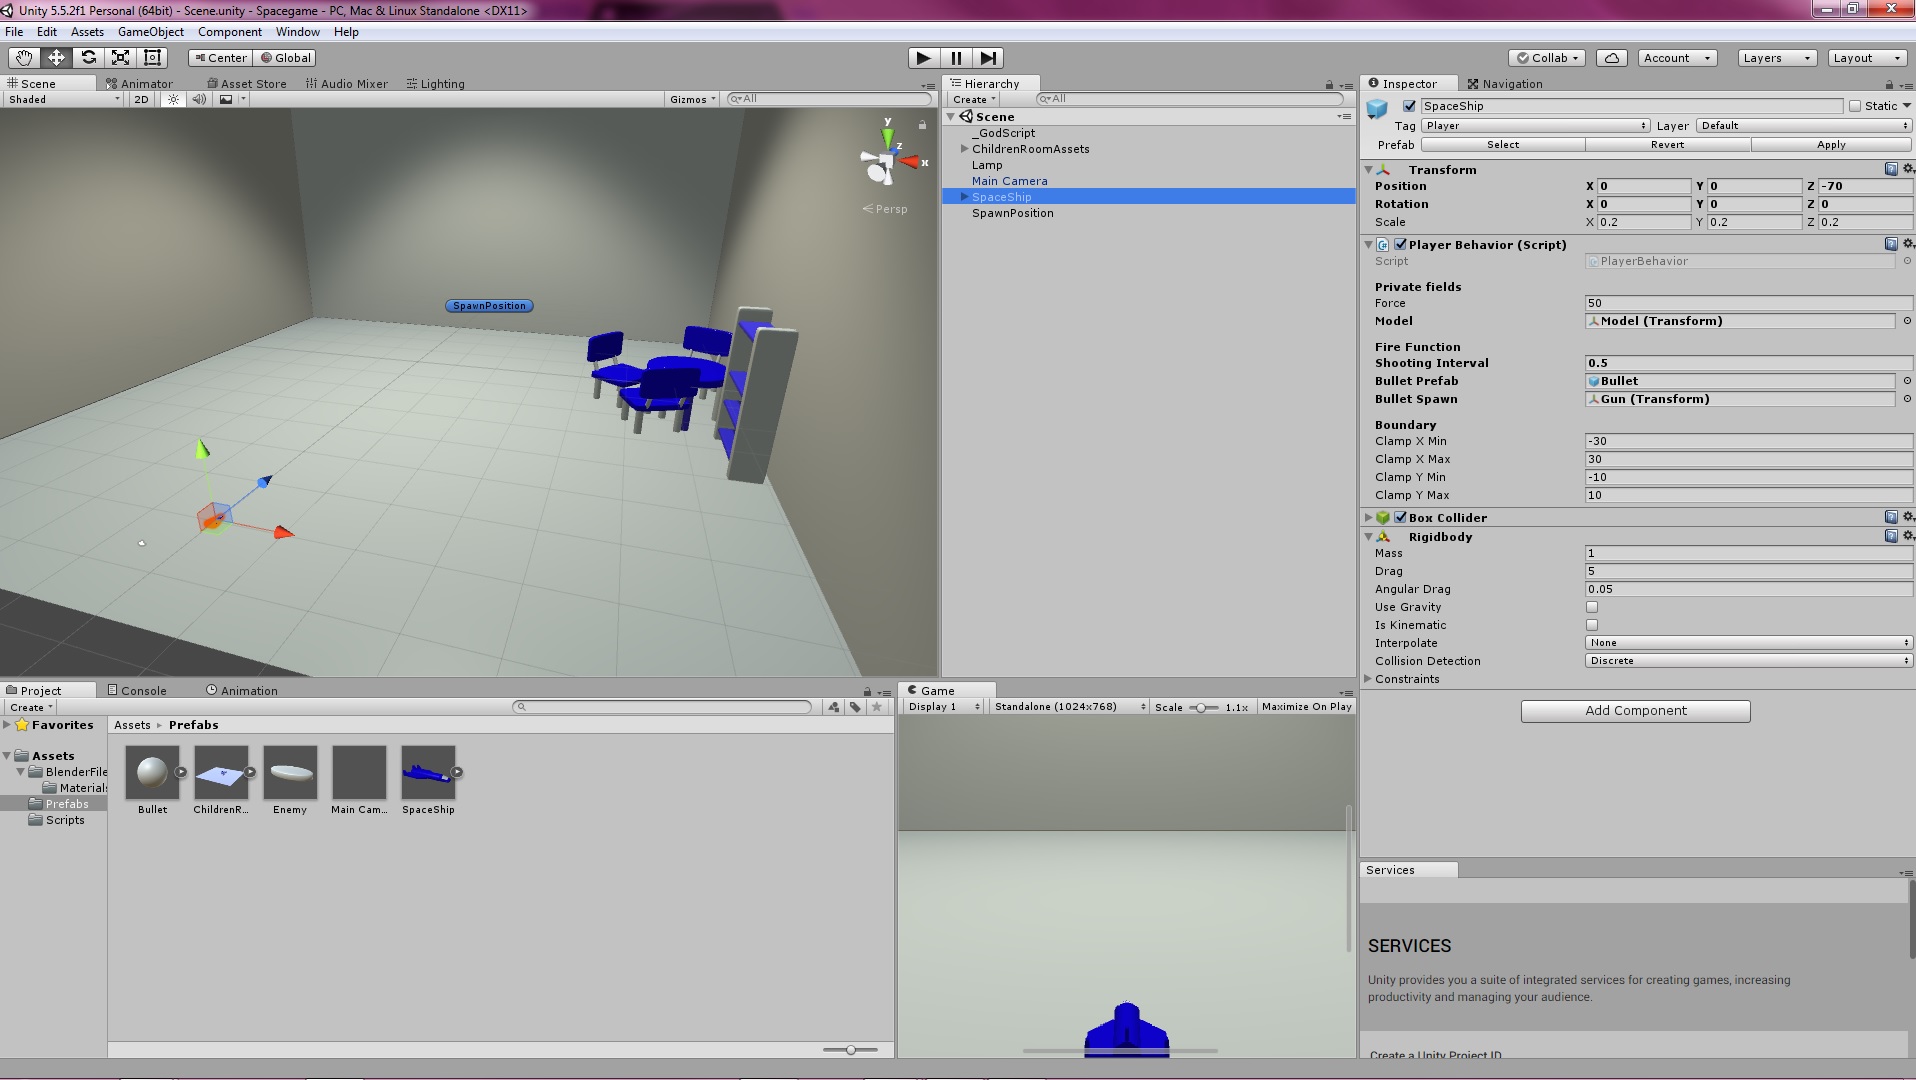 Unity 5.5.2f1 Personal (64bit) - Scene.unity - Spacegame - PC, Mac & Linux Standalone <DX11>
File Edit Assets GameObject Component Window Help
Center Global Collab Account Layers Layout
Scene Animator Asset Store Audio Mixer Lighting
Shaded 2D Gizmos All
y
z
x
Persp
SpawnPosition
Hierarchy
Create All
Scene
_GodScript
ChildrenRoomAssets
Lamp
Main Camera
SpaceShip
SpawnPosition
Inspector Navigation
SpaceShip Static
Tag Player Layer Default
Prefab Select Revert Apply
Transform
Position X 0 Y 0 Z -70
Rotation X 0 Y 0 Z 0
Scale X 0.2 Y 0.2 Z 0.2
Player Behavior (Script)
Script PlayerBehavior
Private fields
Force 50
Model Model (Transform)
Fire Function
Shooting Interval 0.5
Bullet Prefab Bullet
Bullet Spawn Gun (Transform)
Boundary
Clamp X Min -30
Clamp X Max 30
Clamp Y Min -10
Clamp Y Max 10
Box Collider
Rigidbody
Mass 1
Drag 5
Angular Drag 0.05
Use Gravity
Is Kinematic
Interpolate None
Collision Detection Discrete
Constraints
Add Component
Project Console Animation
Create
Favorites
Assets
BlenderFile
Materials
Prefabs
Scripts
Assets ▸ Prefabs
Bullet ChildrenR... Enemy Main Cam... SpaceShip
Game
Display 1 Standalone (1024x768) Scale 1.1x Maximize On Play
Services
SERVICES
Unity provides you a suite of integrated services for creating games, increasing
productivity and managing your audience.
Create a Unity Project ID